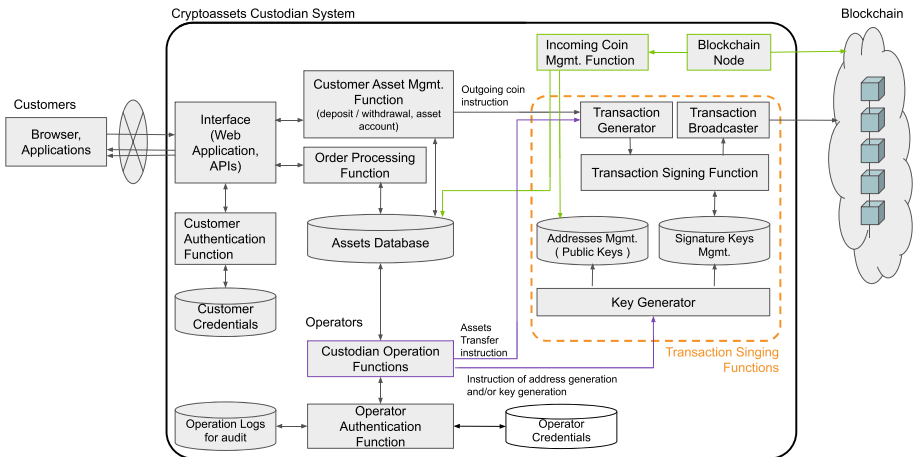 Cryptoassets Custodian System
Blockchain
Incoming Coin
Mgmt. Function
Blockchain
Node
Customer Asset Mgmt.
Function
(deposit / withdrawal, asset
account)
Outgoing coin
instruction
Customers
Browser,
Applications
Interface
(Web
Application,
APIs)
Transaction
Generator
Transaction
Broadcaster
Order Processing
Function
Transaction Signing Function
Customer
Authentication
Function
Assets Database
Addresses Mgmt.
( Public Keys )
Signature Keys
Mgmt.
Customer
Credentials
Key Generator
Operators
Assets
Transfer
instruction
Custodian Operation
Functions
Transaction Singing
Functions
Instruction of address generation
and/or key generation
Operation Logs
for audit
Operator
Authentication
Function
Operator
Credentials